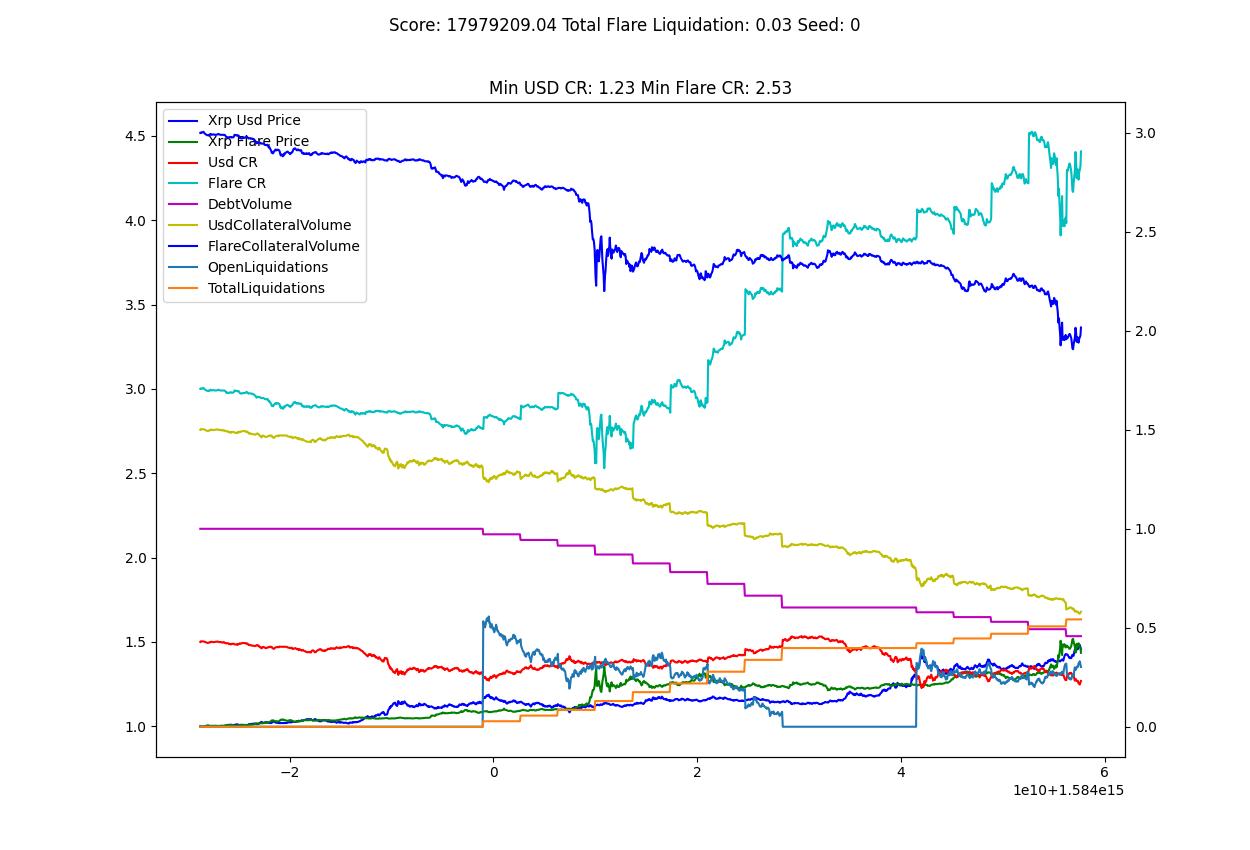 Score: 17979209.04 Total Flare Liquidation: 0.03 Seed: 0
Min USD CR: 1.23 Min Flare CR: 2.53
Xrp Usd Price
Xrp Flare Price
Usd CR
Flare CR
DebtVolume
UsdCollateralVolume
FlareCollateralVolume
OpenLiquidations
TotalLiquidations
4.5
4.0
3.5
3.0
2.5
2.0
1.5
1.0
3.0
2.5
2.0
1.5
1.0
0.5
0.0
−2
0
2
4
6
1e10+1.584e15